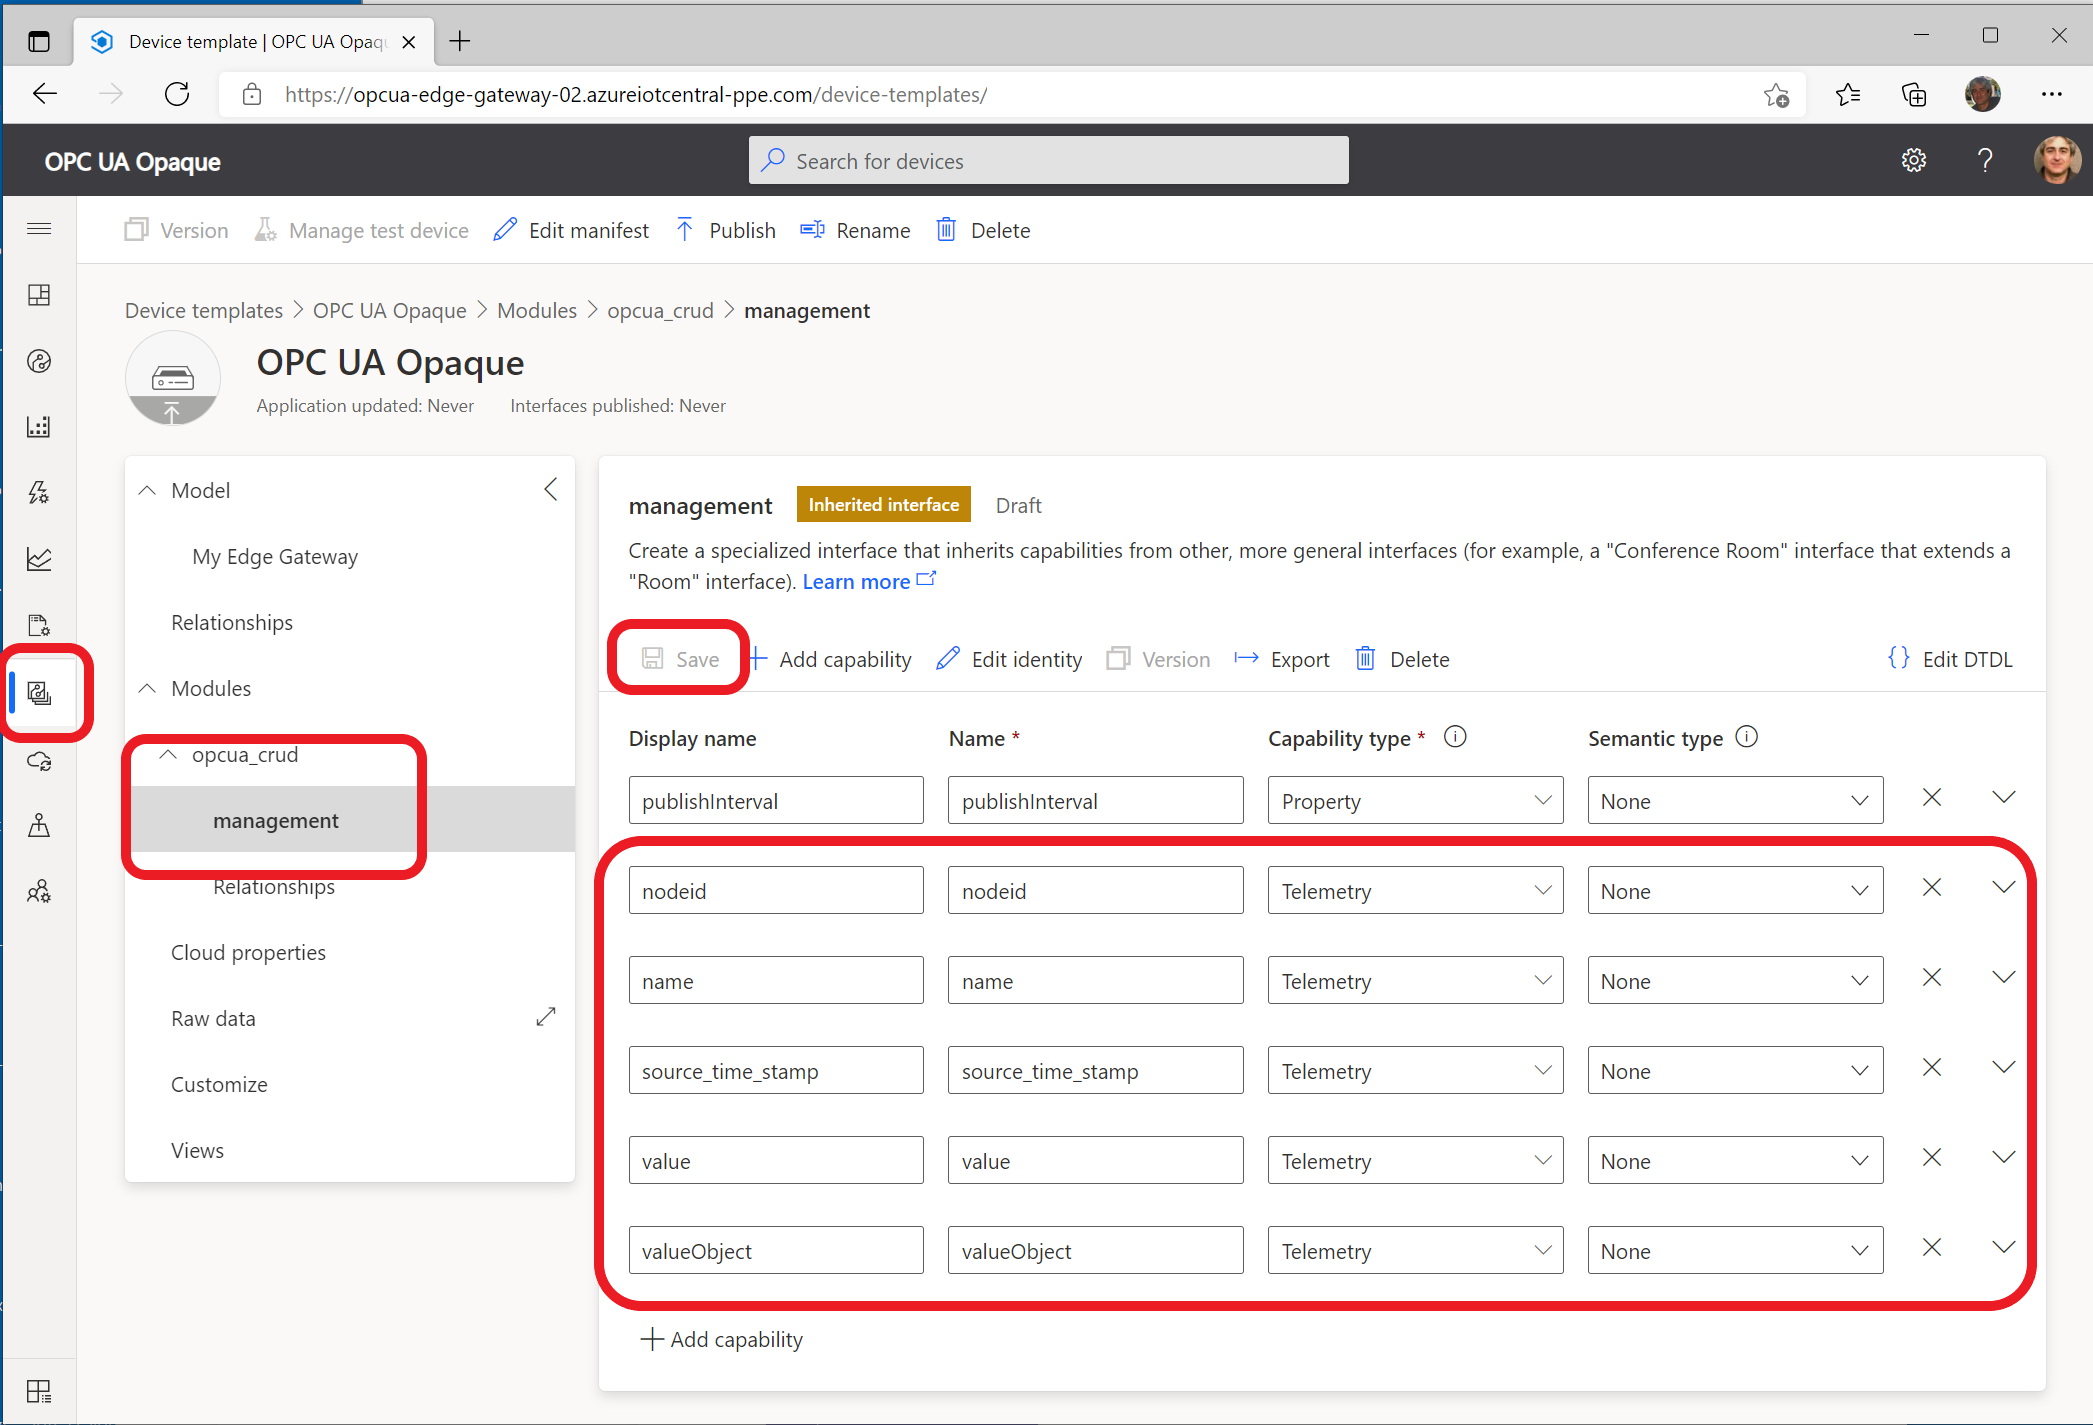 Device template | OPC UA Opaqu
https://opcua-edge-gateway-02.azureiotcentral-ppe.com/device-templates/
OPC UA Opaque
Search for devices
Version
Manage test device
Edit manifest
Publish
Rename
Delete
Device templates > OPC UA Opaque > Modules > opcua_crud > management
OPC UA Opaque
Application updated: Never
Interfaces published: Never
Model
My Edge Gateway
Relationships
Modules
opcua_crud
management
Relationships
Cloud properties
Raw data
Customize
Views
management
Inherited interface
Draft
Create a specialized interface that inherits capabilities from other, more general interfaces (for example, a "Conference Room" interface that extends a
"Room" interface). Learn more
Save
Add capability
Edit identity
Version
Export
Delete
{} Edit DTDL
Display name
Name *
Capability type *
Semantic type
publishInterval
publishInterval
Property
None
nodeid
nodeid
Telemetry
None
name
name
Telemetry
None
source_time_stamp
source_time_stamp
Telemetry
None
value
value
Telemetry
None
valueObject
valueObject
Telemetry
None
Add capability